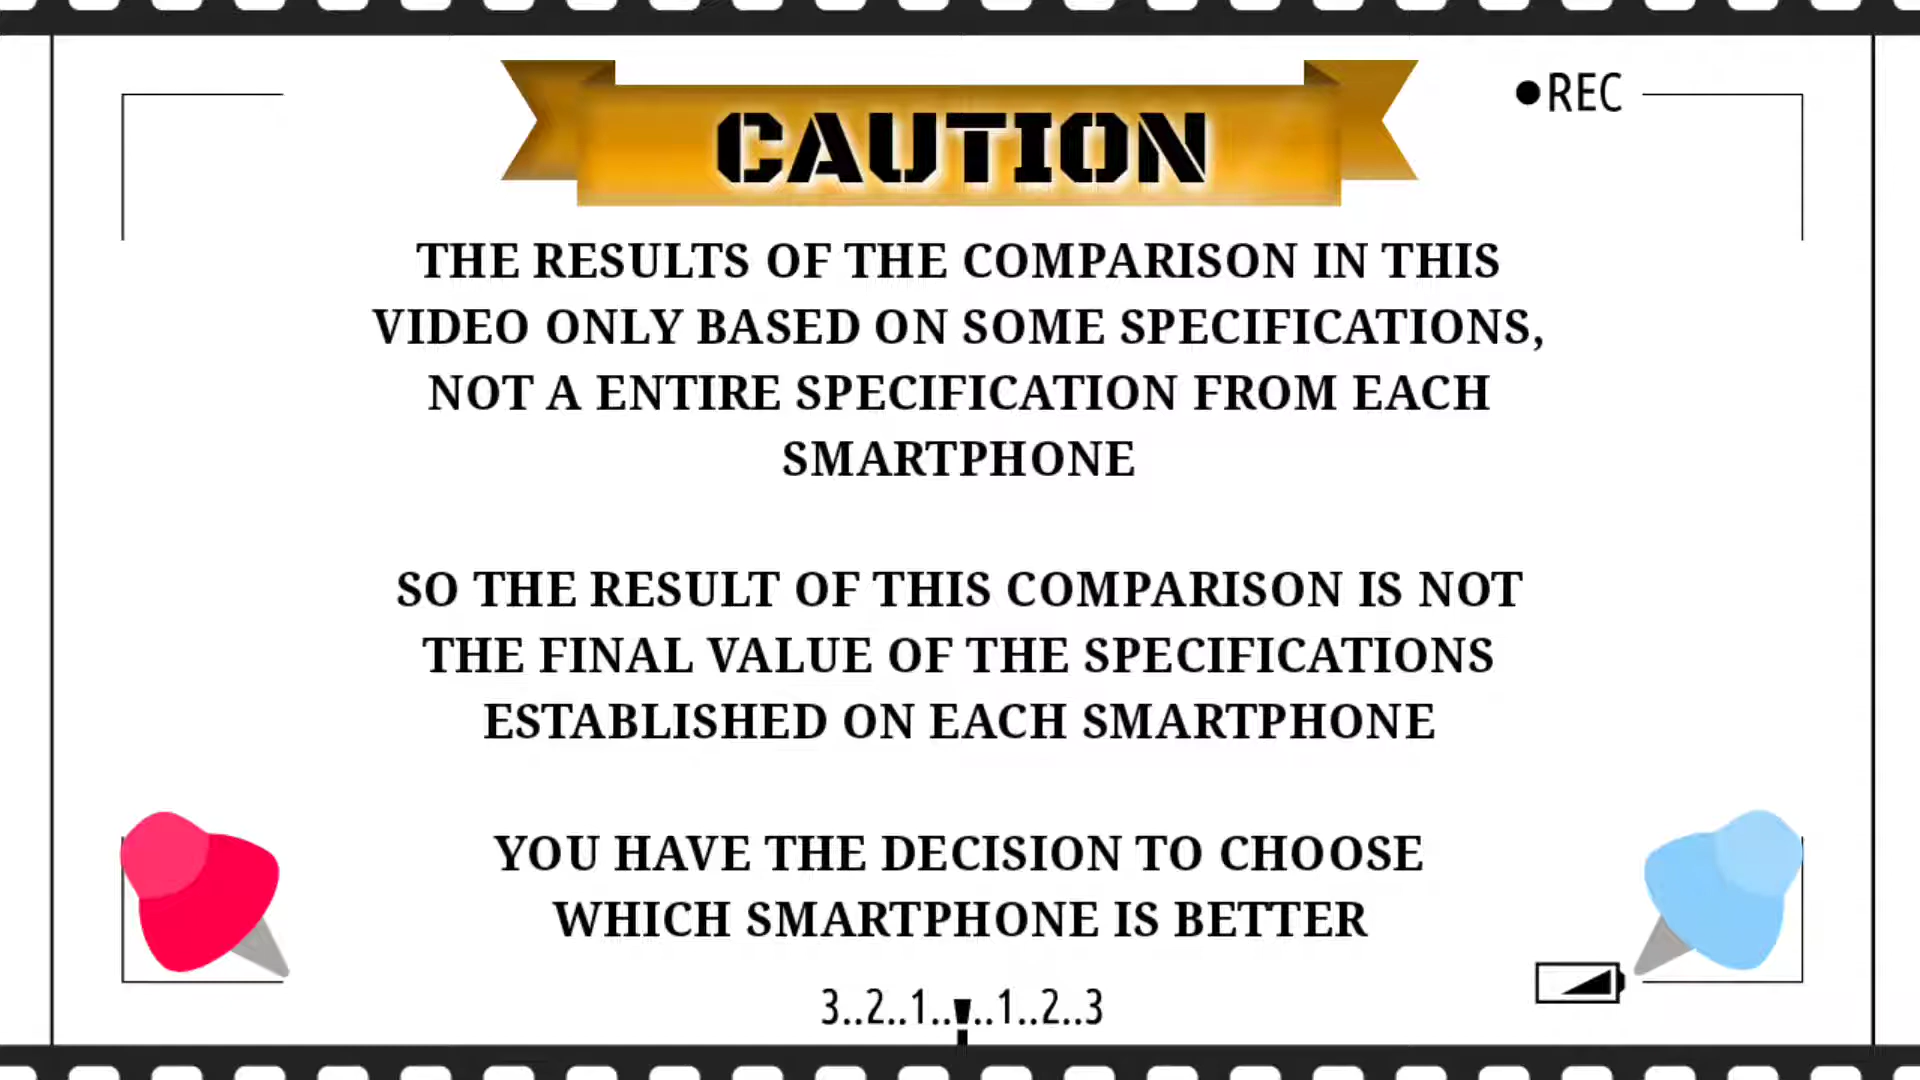 CAUTION
●REC
THE RESULTS OF THE COMPARISON IN THIS
VIDEO ONLY BASED ON SOME SPECIFICATIONS,
NOT A ENTIRE SPECIFICATION FROM EACH
SMARTPHONE
SO THE RESULT OF THIS COMPARISON IS NOT
THE FINAL VALUE OF THE SPECIFICATIONS
ESTABLISHED ON EACH SMARTPHONE
YOU HAVE THE DECISION TO CHOOSE
WHICH SMARTPHONE IS BETTER
3..2..1....1..2..3